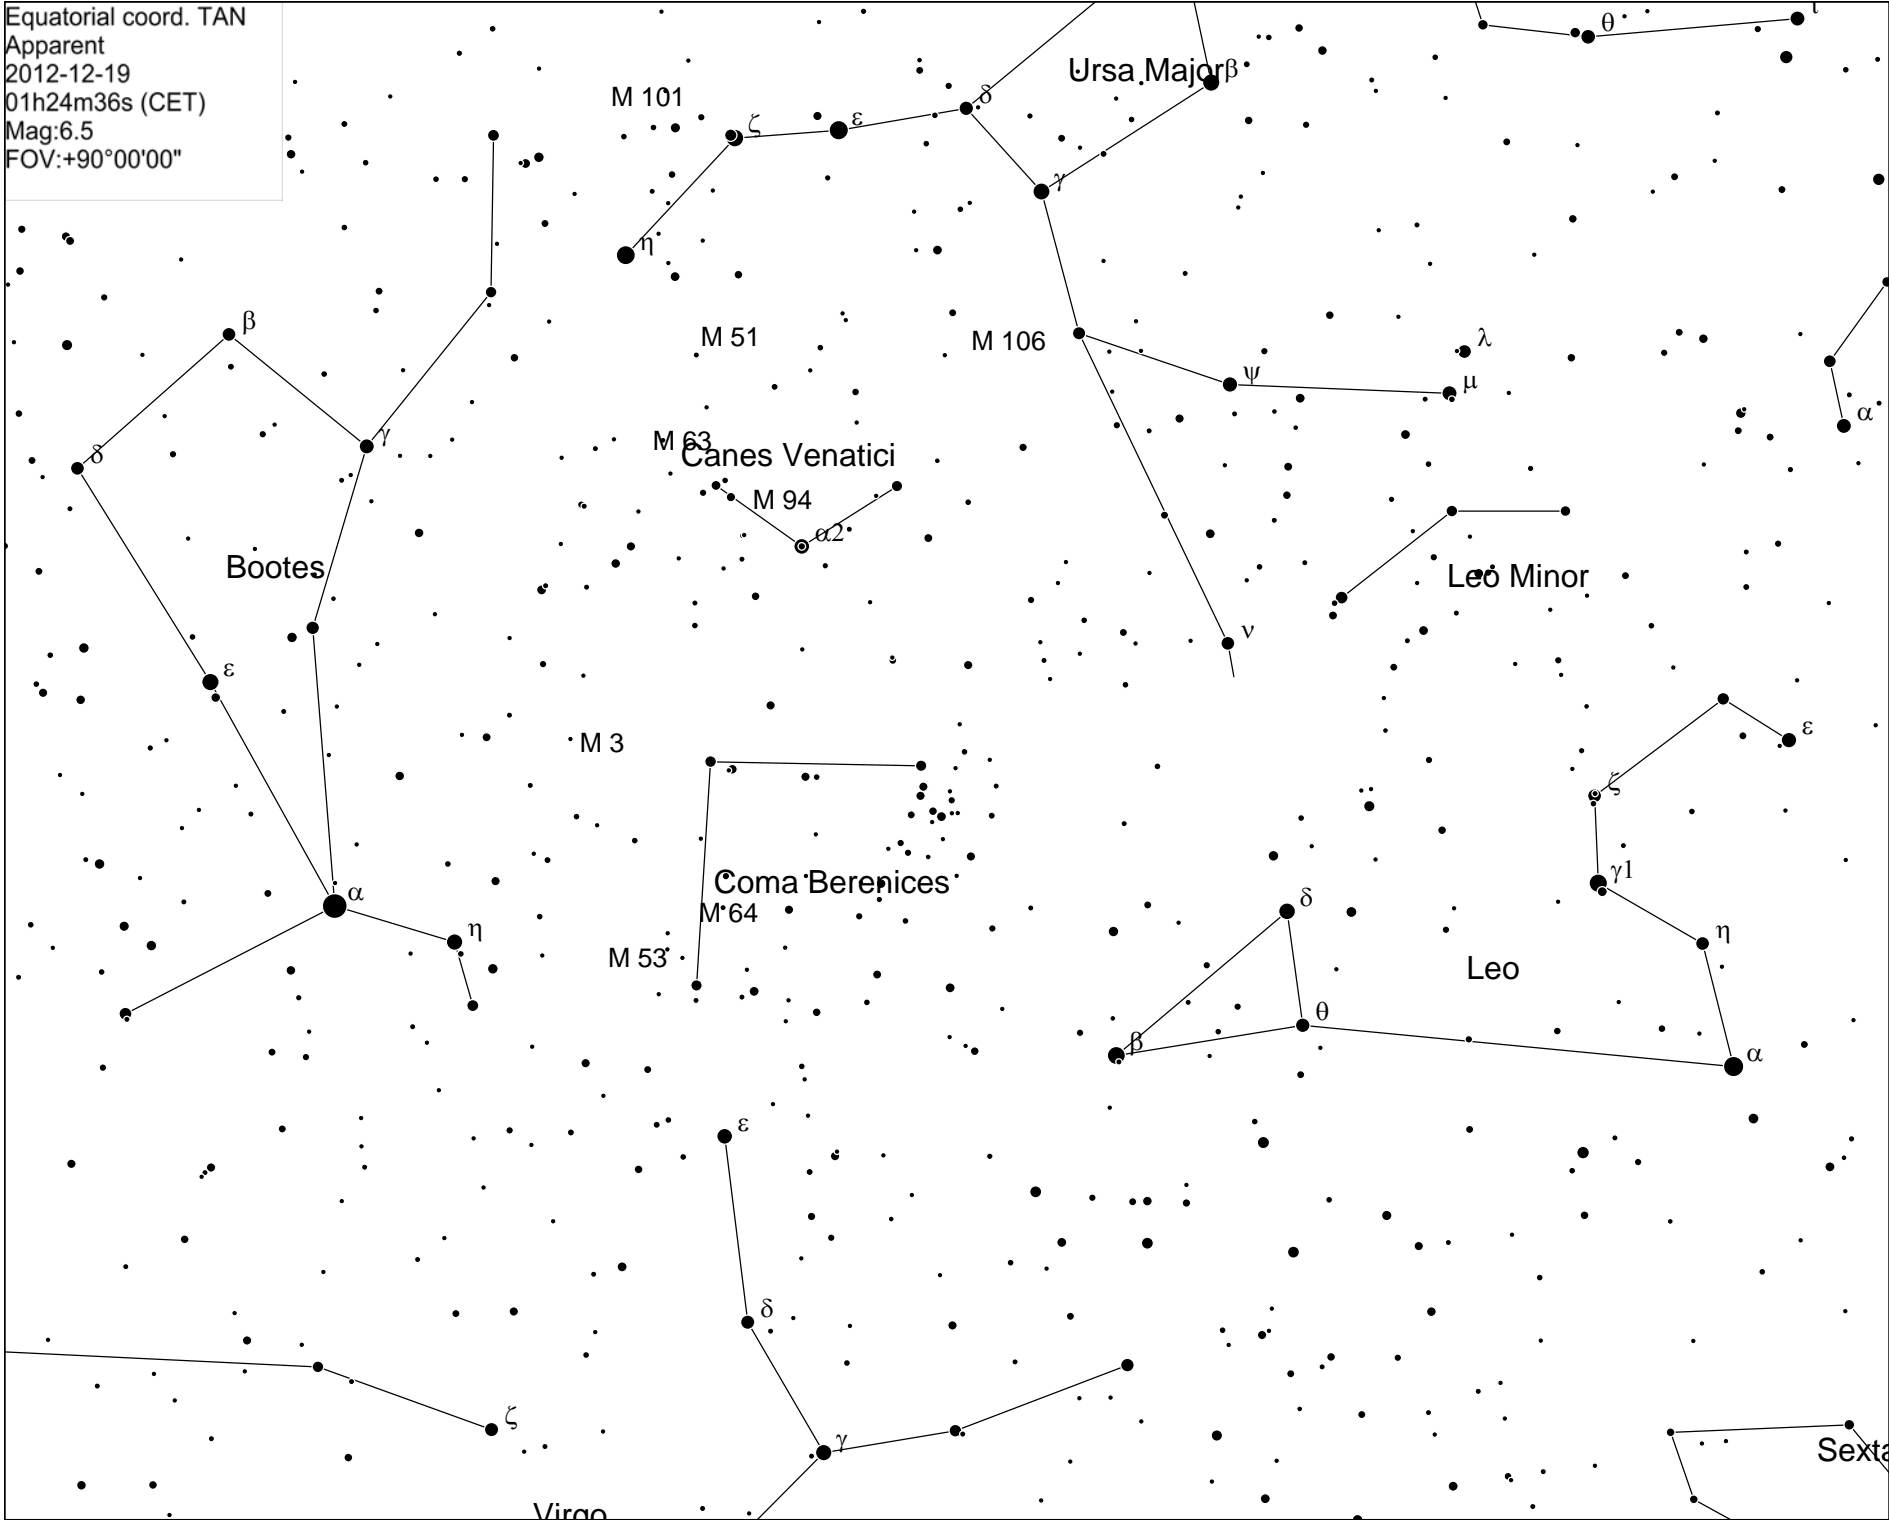 Equatorial coord. TAN
Apparent
2012-12-19
01h24m36s (CET)
Mag:6.5
FOV:+90°00'00"
θ
ι
Ursa Major
β
M 101
δ
ζ
ε
γ
η
β
M 51
M 106
λ
ψ
μ
α
γ
δ
M 63
Canes Venatici
M 94
α2
Bootes
Leo Minor
ν
ε
M 3
ε
ζ
Coma Berenices
γ1
α
M 64
δ
η
η
M 53
Leo
θ
β
α
ε
δ
ζ
γ
Sexta
Virgo